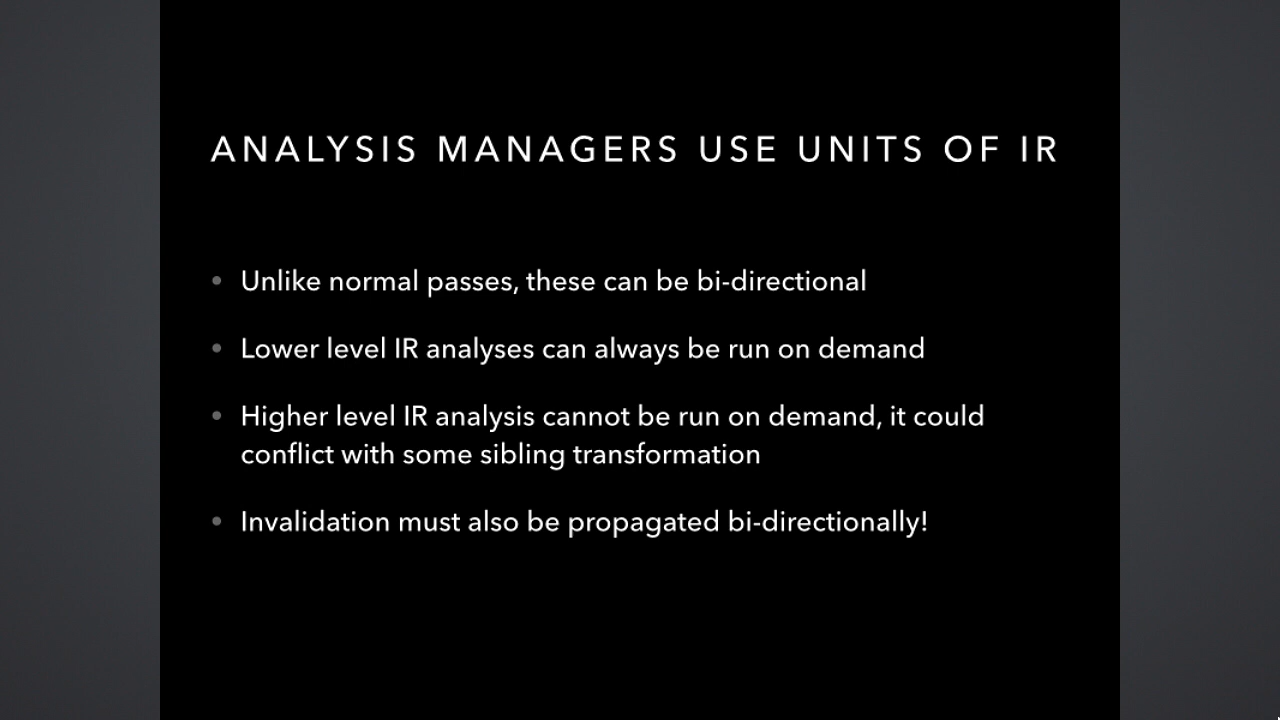 ANALYSIS MANAGERS USE UNITS OF IR
• Unlike normal passes, these can be bi-directional
• Lower level IR analyses can always be run on demand
• Higher level IR analysis cannot be run on demand, it could
conflict with some sibling transformation
• Invalidation must also be propagated bi-directionally!